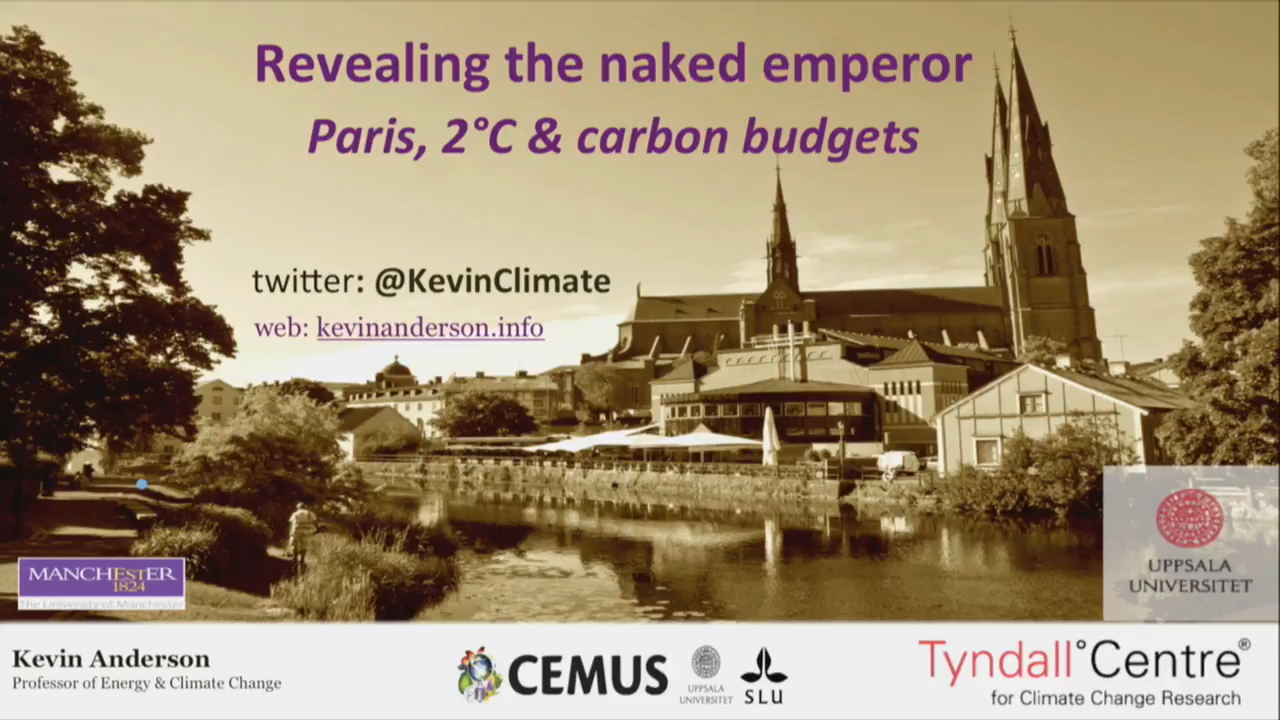 Revealing the naked emperor
Paris, 2°C & carbon budgets
twitter: @KevinClimate
web: kevinanderson.info
MANCHESTER
1824
The University of Manchester
UPPSALA
UNIVERSITET
Kevin Anderson
Professor of Energy & Climate Change
CEMUS
UPPSALA
UNIVERSITET
SLU
Tyndall°Centre®
for Climate Change Research